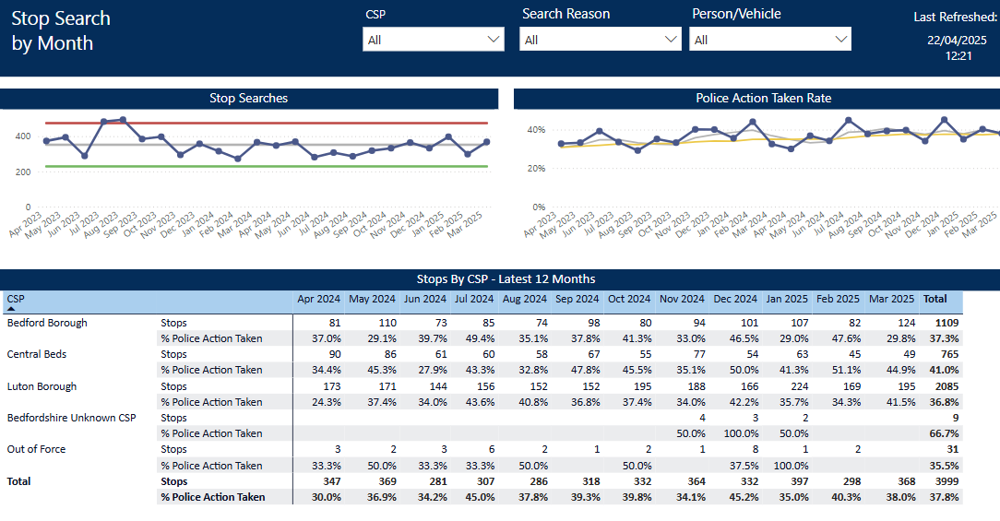 Stop Search
by Month
CSP
All
Search Reason
All
Person/Vehicle
All
Last Refreshed:
22/04/2025
12:21
Stop Searches
400
200
0
Apr 2023 May 2023 Jun 2023 Jul 2023 Aug 2023 Sep 2023 Oct 2023 Nov 2023 Dec 2023 Jan 2024 Feb 2024 Mar 2024 Apr 2024 May 2024 Jun 2024 Jul 2024 Aug 2024 Sep 2024 Oct 2024 Nov 2024 Dec 2024 Jan 2025 Feb 2025 Mar 2025
Police Action Taken Rate
40%
20%
0%
Apr 2023 May 2023 Jun 2023 Jul 2023 Aug 2023 Sep 2023 Oct 2023 Nov 2023 Dec 2023 Jan 2024 Feb 2024 Mar 2024 Apr 2024 May 2024 Jun 2024 Jul 2024 Aug 2024 Sep 2024 Oct 2024 Nov 2024 Dec 2024 Jan 2025 Feb 2025 Mar 2025
Stops By CSP - Latest 12 Months
CSP Apr 2024 May 2024 Jun 2024 Jul 2024 Aug 2024 Sep 2024 Oct 2024 Nov 2024 Dec 2024 Jan 2025 Feb 2025 Mar 2025 Total
Bedford Borough Stops 81 110 73 85 74 98 80 94 101 107 82 124 1109
% Police Action Taken 37.0% 29.1% 39.7% 49.4% 35.1% 37.8% 41.3% 33.0% 46.5% 29.0% 47.6% 29.8% 37.3%
Central Beds Stops 90 86 61 60 58 67 55 77 54 63 45 49 765
% Police Action Taken 34.4% 45.3% 27.9% 43.3% 32.8% 47.8% 45.5% 35.1% 50.0% 41.3% 51.1% 44.9% 41.0%
Luton Borough Stops 173 171 144 156 152 152 195 188 166 224 169 195 2085
% Police Action Taken 24.3% 37.4% 34.0% 43.6% 40.8% 36.8% 37.4% 34.0% 42.2% 35.7% 34.3% 41.5% 36.8%
Bedfordshire Unknown CSP Stops 4 3 2 9
% Police Action Taken 50.0% 100.0% 50.0% 66.7%
Out of Force Stops 3 2 3 6 2 1 2 1 8 1 2 31
% Police Action Taken 33.3% 50.0% 33.3% 33.3% 50.0% 50.0% 37.5% 100.0% 35.5%
Total Stops 347 369 281 307 286 318 332 364 332 397 298 368 3999
% Police Action Taken 30.0% 36.9% 34.2% 45.0% 37.8% 39.3% 39.8% 34.1% 45.2% 35.0% 40.3% 38.0% 37.8%